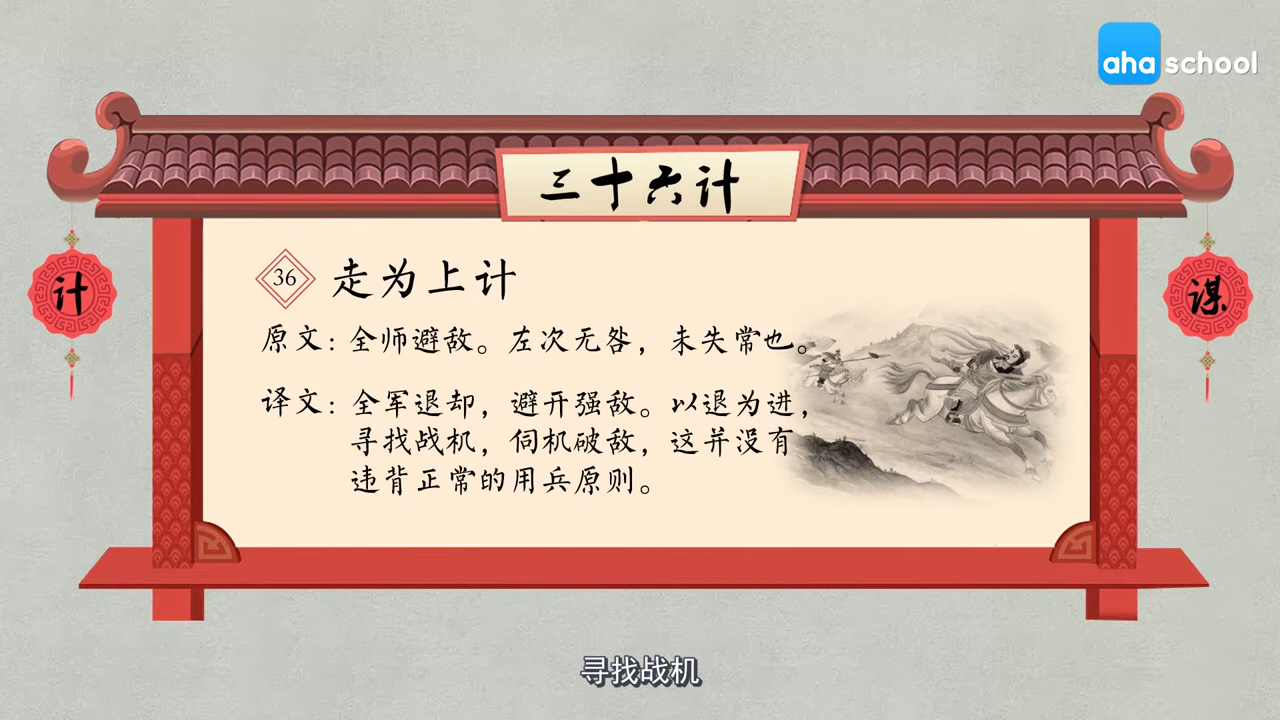 aha school
三十六计
计
谋
36 走为上计
原文：全师避敌。左次无咎，未失常也。
译文：全军退却，避开强敌。以退为进，
寻找战机，伺机破敌，这并没有
违背正常的用兵原则。
寻找战机